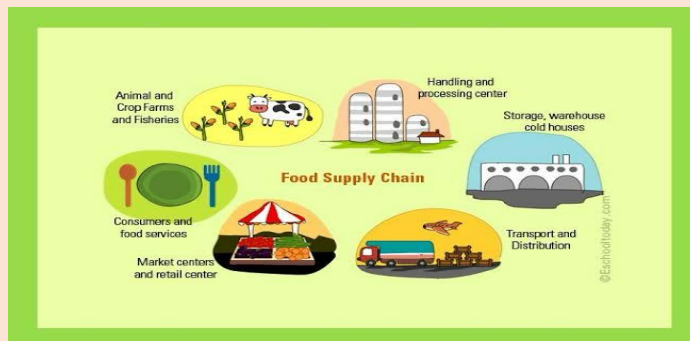 Animal and
Crop Farms
and Fisheries
Handling and
processing center
Storage, warehouse
cold houses
Food Supply Chain
Consumers and
food services
Market centers
and retail center
Transport and
Distribution
©Eschooltoday.com